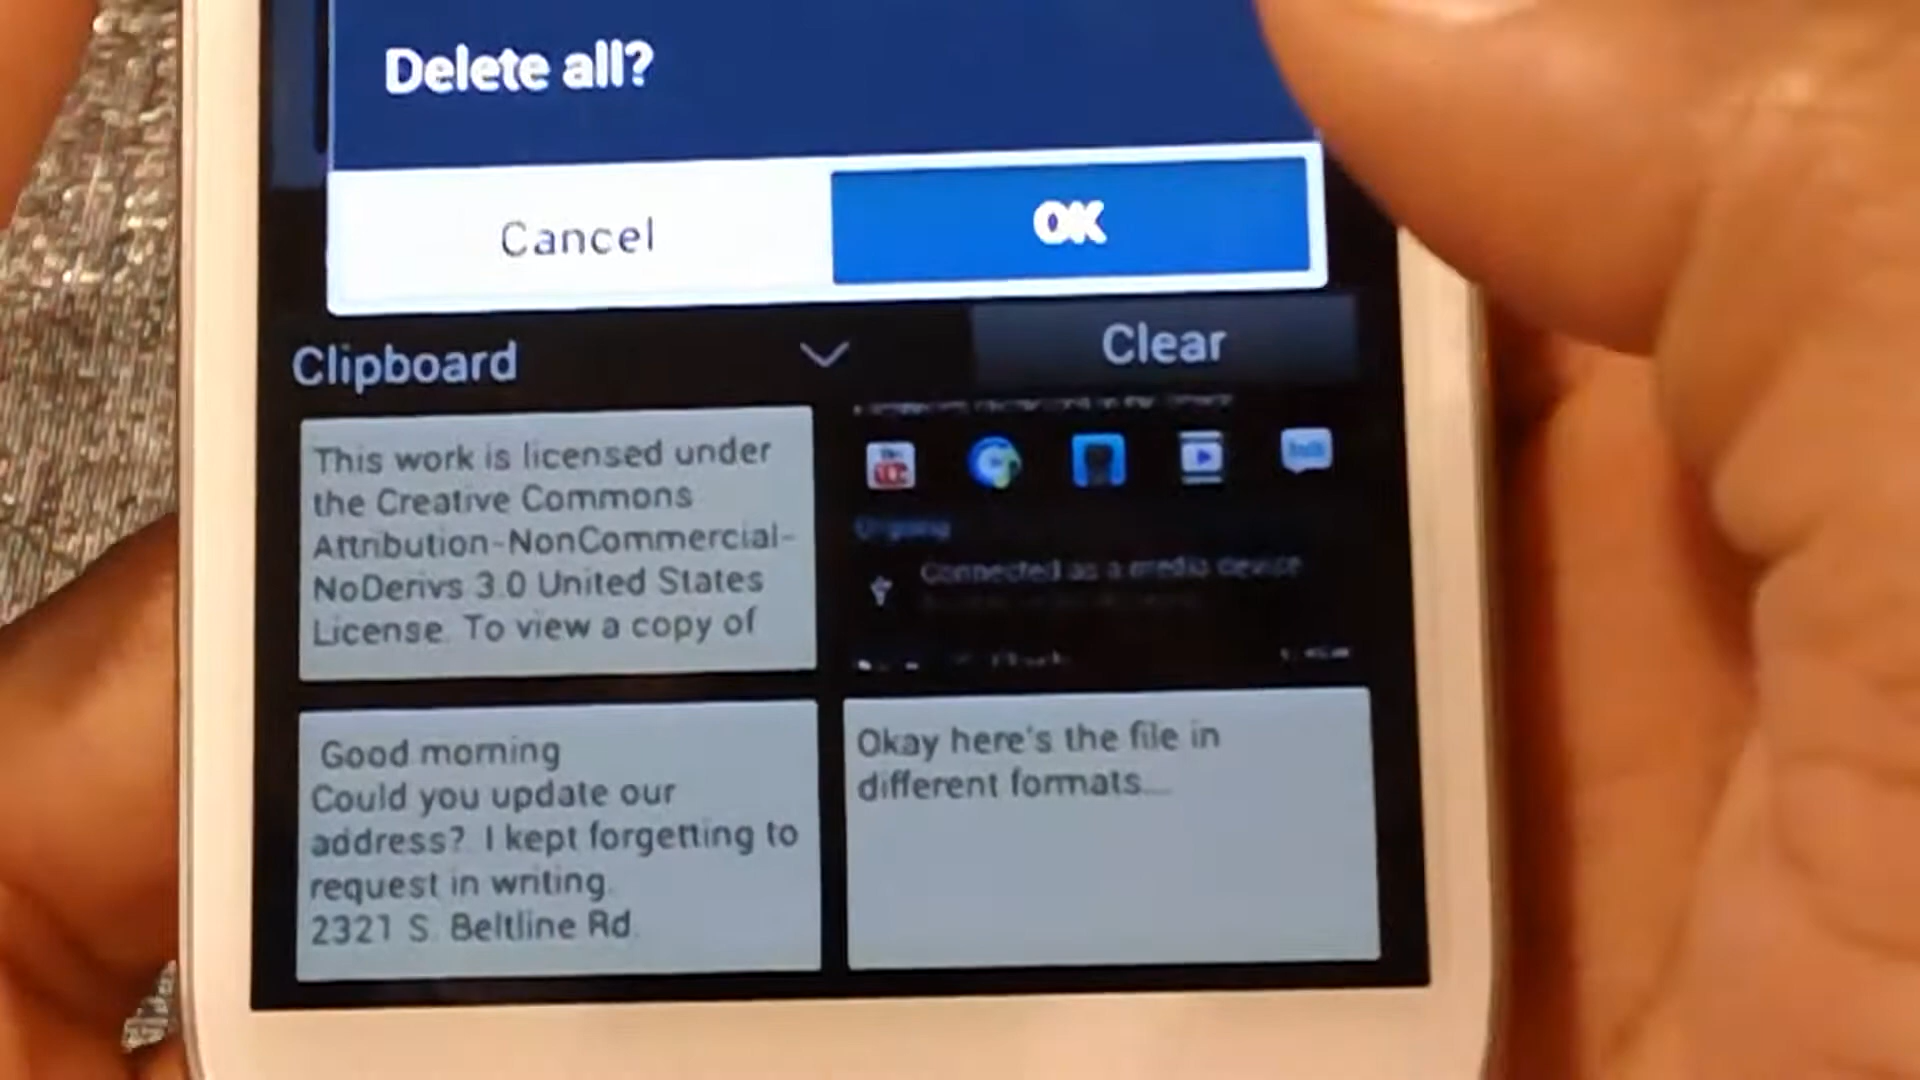 Delete all?
Cancel
OK
Clipboard
Clear
This work is licensed under
the Creative Commons
Attribution-NonCommercial-
NoDerivs 3.0 United States
License. To view a copy of
Ongoing
Connected as a media device
Good morning
Could you update our
address? I kept forgetting to
request in writing.
2321 S. Beltline Rd.
Okay here's the file in
different formats....